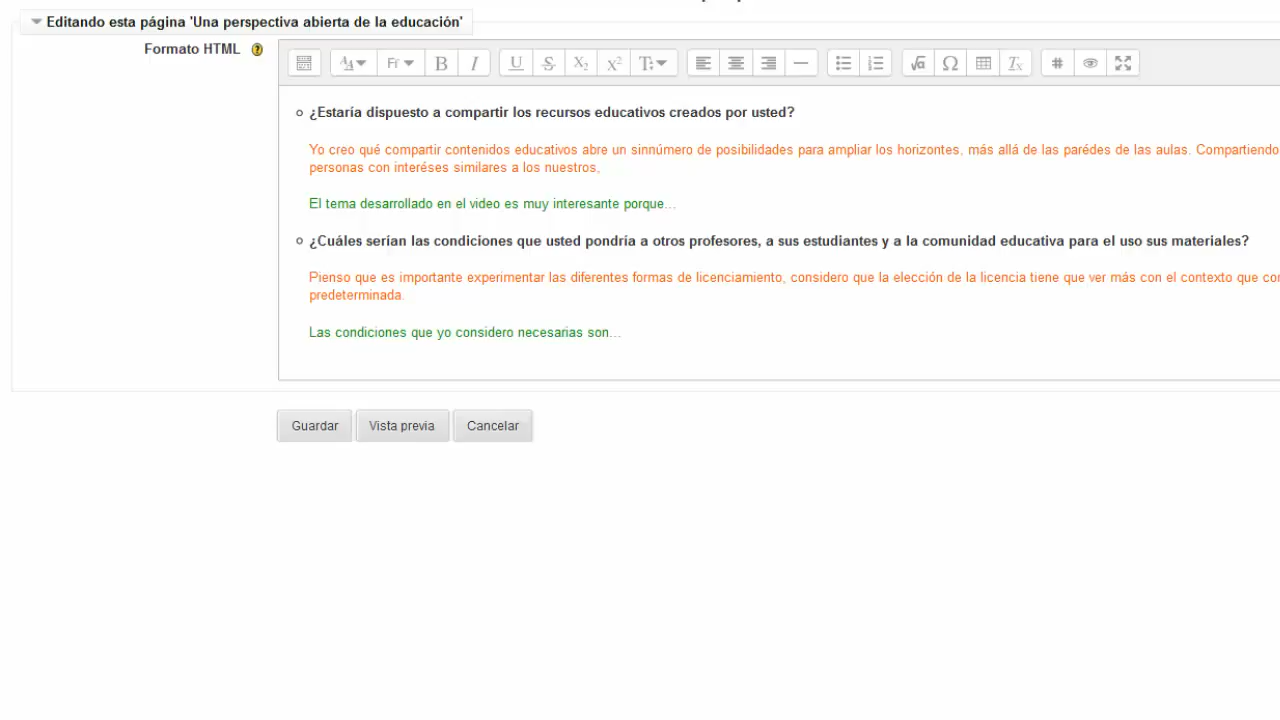 Editando esta página 'Una perspectiva abierta de la educación'
Formato HTML
¿Estaría dispuesto a compartir los recursos educativos creados por usted?
Yo creo qué compartir contenidos educativos abre un sinnúmero de posibilidades para ampliar los horizontes, más allá de las parédes de las aulas. Compartiendo
personas con interéses similares a los nuestros,
El tema desarrollado en el video es muy interesante porque...
¿Cuáles serían las condiciones que usted pondría a otros profesores, a sus estudiantes y a la comunidad educativa para el uso sus materiales?
Pienso que es importante experimentar las diferentes formas de licenciamiento, considero que la elección de la licencia tiene que ver más con el contexto que
predeterminada.
Las condiciones que yo considero necesarias son...
Guardar Vista previa Cancelar